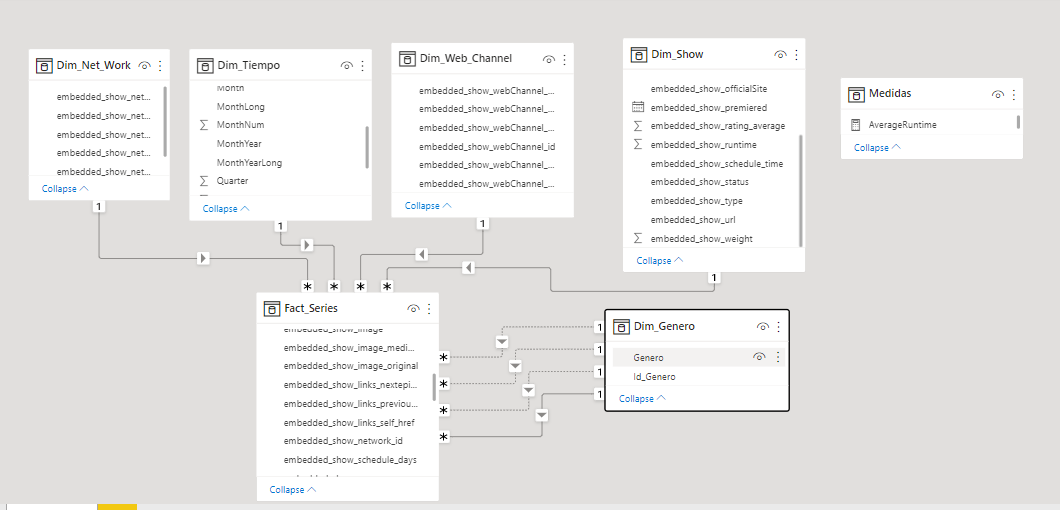 Dim_Net_Work
embedded_show_net...
embedded_show_net...
embedded_show_net...
embedded_show_net...
embedded_show_net...
Collapse
1
Dim_Tiempo
Month
MonthLong
MonthNum
MonthYear
MonthYearLong
Quarter
Collapse
1
Dim_Web_Channel
embedded_show_webChannel_...
embedded_show_webChannel_...
embedded_show_webChannel_...
embedded_show_webChannel_id
embedded_show_webChannel_...
embedded_show_webChannel_...
Collapse
1
Dim_Show
embedded_show_officialSite
embedded_show_premiered
embedded_show_rating_average
embedded_show_runtime
embedded_show_schedule_time
embedded_show_status
embedded_show_type
embedded_show_url
embedded_show_weight
Collapse
1
Medidas
AverageRuntime
Collapse
* * * *
Fact_Series
embedded_show_image
embedded_show_image_medi...
embedded_show_image_original
embedded_show_links_nextepi...
embedded_show_links_previou...
embedded_show_links_self_href
embedded_show_network_id
embedded_show_schedule_days
Collapse
*
*
*
*
1
1
1
1
Dim_Genero
Genero
Id_Genero
Collapse